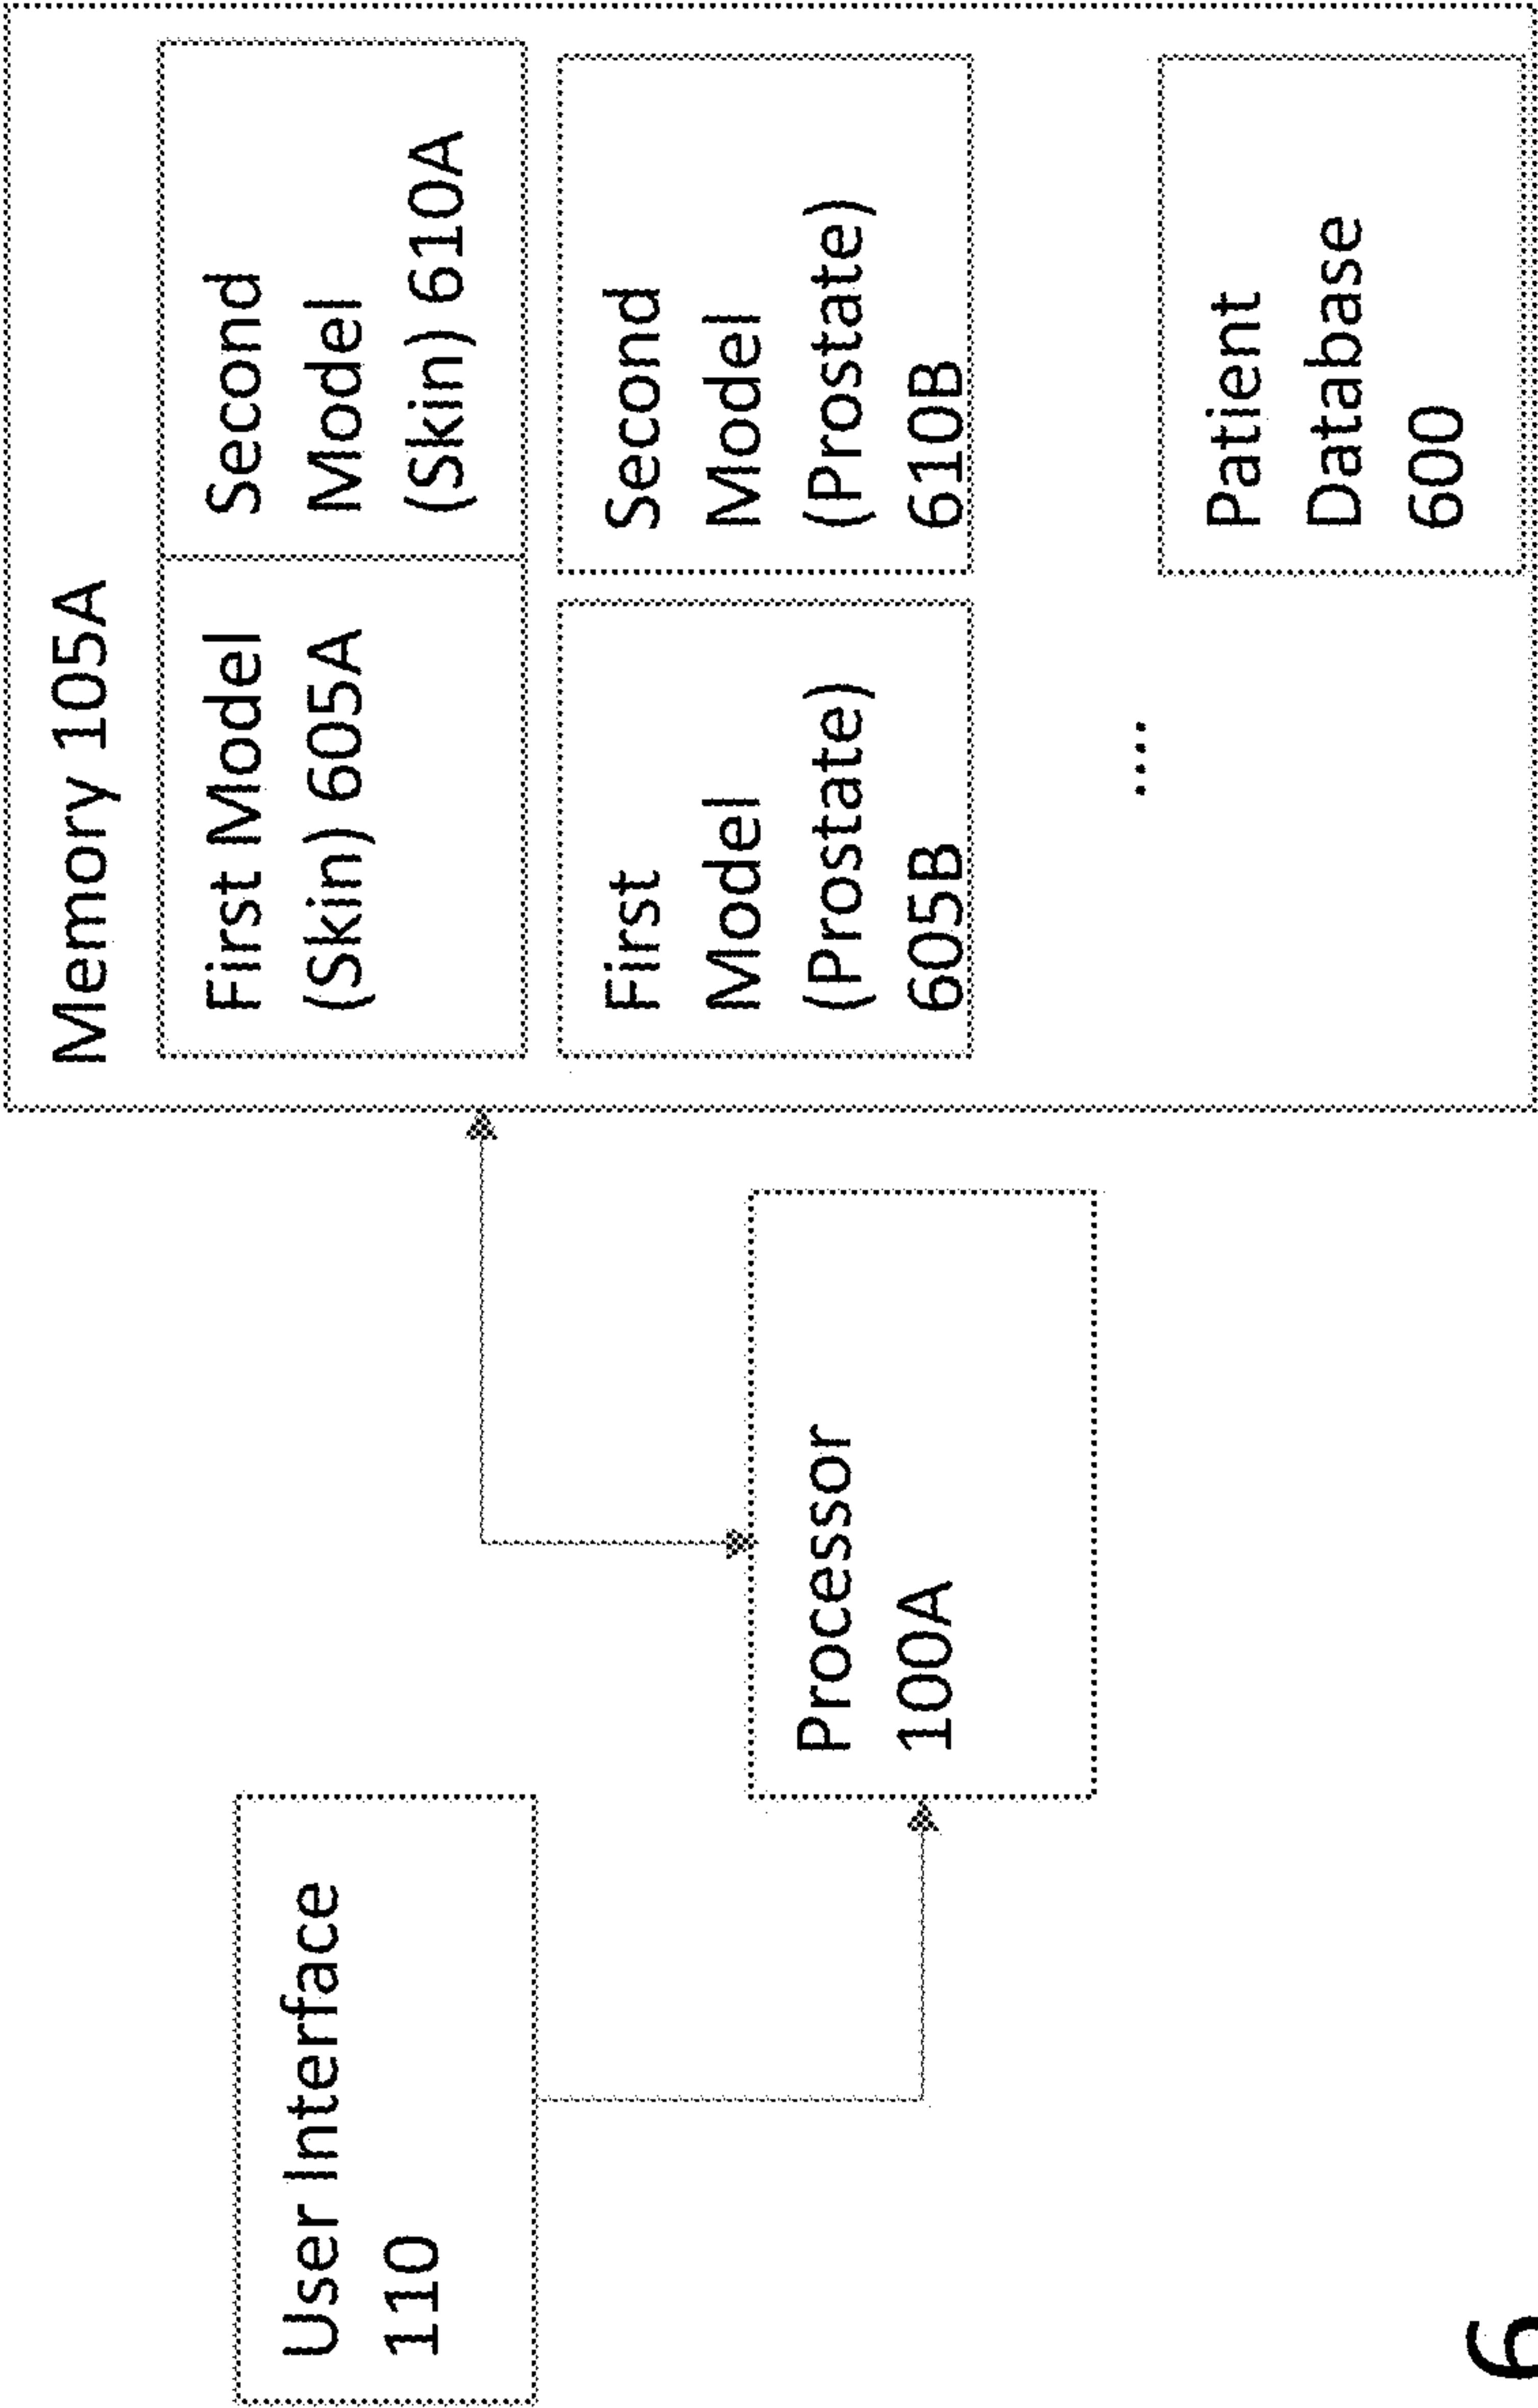 Memory 105A
First Model
(Skin) 605A
Second
Model
(Skin) 610A
First
Model
(Prostate)
605B
Second
Model
(Prostate)
610B
....
Patient
Database
600
User Interface
110
Processor
100A